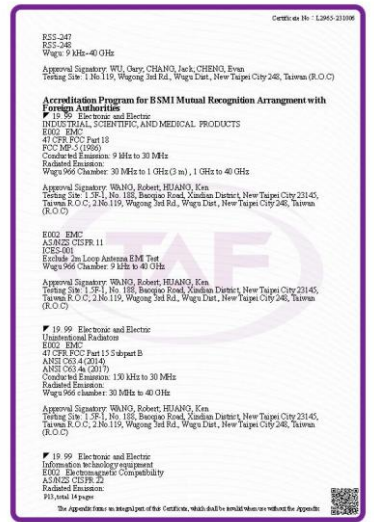 Certificate No : L2965-231006
RSS-247
RSS-248
Wugu: 9 kHz~40 GHz
Approval Signatory: WU, Gary, CHANG, Jack; CHENG, Evan
Testing Site: 1.No.119, Wugong 3rd Rd., Wugu Dist., New Taipei City 248, Taiwan (R.O.C)
Accreditation Program for BSMI Mutual Recognition Arrangment with
Foreign Authorities
19. 99 Electronic and Electric
INDUSTRIAL, SCIENTIFIC, AND MEDICAL PRODUCTS
E002 EMC
47 CFR FCC Part 18
FCC MP-5 (1986)
Conducted Emission: 9 kHz to 30 MHz
Radiated Emission:
Wugu 966 Chamber: 30 MHz to 1 GHz (3 m) , 1 GHz to 40 GHz
Approval Signatory: WANG, Robert, HUANG, Ken
Testing Site: 1.5F-1, No. 188, Baoqiao Road, Xindian District, New Taipei City 23145,
Taiwan R.O.C, 2.No.119, Wugong 3rd Rd., Wugu Dist., New Taipei City 248, Taiwan
(R.O.C)
TAF
E002 EMC
AS/NZS CISPR 11
ICES-001
Exclude 2m Loop Antenna EMI Test
Wugu 966 Chamber: 9 kHz to 40 GHz
Approval Signatory: WANG, Robert, HUANG, Ken
Testing Site: 1.5F-1, No. 188, Baoqiao Road, Xindian District, New Taipei City 23145,
Taiwan R.O.C, 2.No.119, Wugong 3rd Rd., Wugu Dist., New Taipei City 248, Taiwan
(R.O.C)
19. 99 Electronic and Electric
Unintentional Radiators
E002 EMC
47 CFR FCC Part 15 Subpart B
ANSI C63.4 (2014)
ANSI C63.4a (2017)
Conducted Emission: 150 kHz to 30 MHz
Radiated Emission:
Wugu 966 chamber: 30 MHz to 40 GHz
Approval Signatory: WANG, Robert, HUANG, Ken
Testing Site: 1.5F-1, No. 188, Baoqiao Road, Xindian District, New Taipei City 23145,
Taiwan R.O.C, 2.No.119, Wugong 3rd Rd., Wugu Dist., New Taipei City 248, Taiwan
(R.O.C)
19. 99 Electronic and Electric
Information technology equipment
E002 Electromagnetic Compatibility
AS/NZS CISPR 22
Radiated Emission:
P13, total 14 pages
The Appendix forms an integral part of this Certificate, which shall be invalid when use without the Appendix